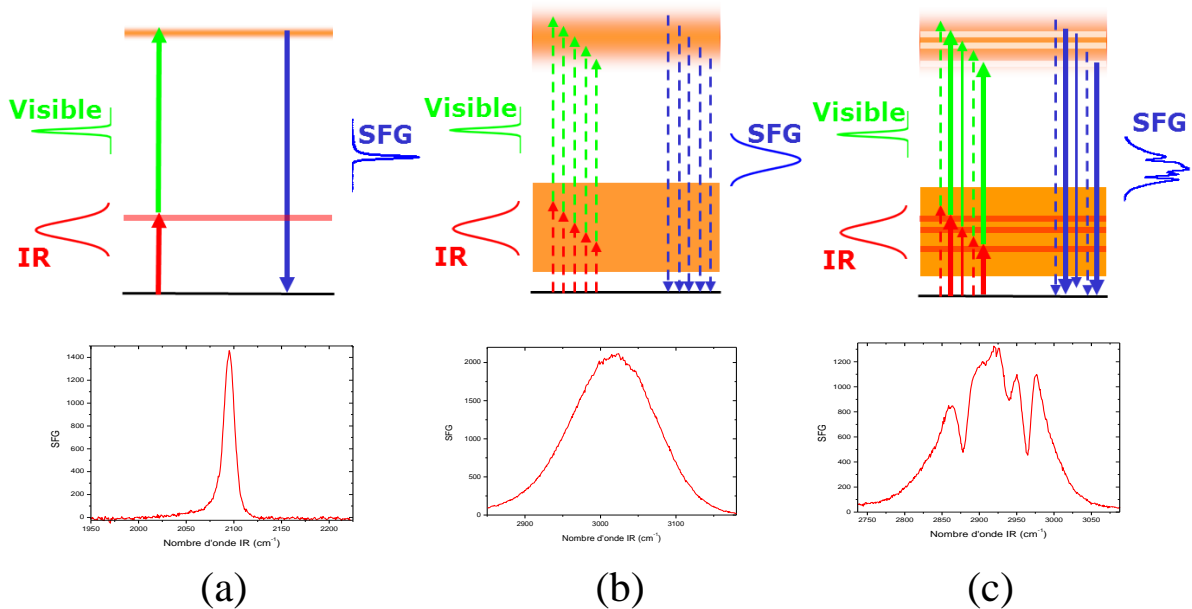 Visible
SFG
IR
Visible
SFG
IR
Visible
SFG
IR
1400
1200
1000
800
600
400
200
0
SFG
1950 2000 2050 2100 2150 2200
Nombre d'onde IR (cm⁻¹)
2000
1500
1000
500
0
SFG
2900 3000 3100
Nombre d'onde IR (cm⁻¹)
1200
1000
800
600
400
200
0
SFG
2750 2800 2850 2900 2950 3000 3050
Nombre d'onde IR (cm⁻¹)
(a) (b) (c)